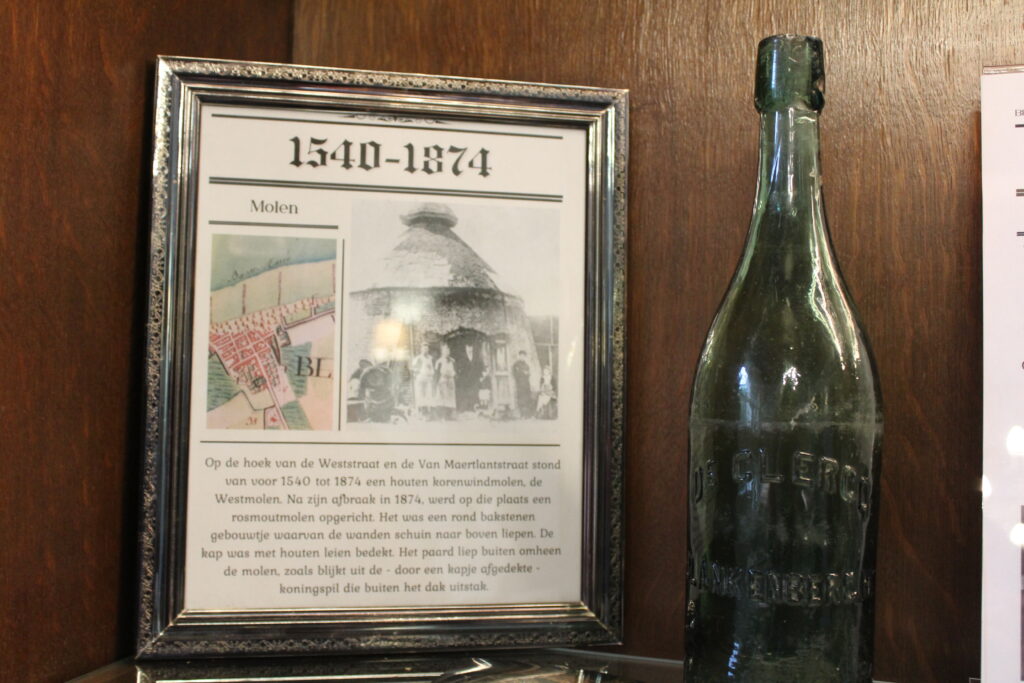 1540-1874
Molen
BL
Op de hoek van de Weststraat en de Van Maertlantstraat stond
van voor 1540 tot 1874 een houten korenwindmolen, de
Westmolen. Na zijn afbraak in 1874, werd op die plaats een
rosmoutmolen opgericht. Het was een rond bakstenen
gebouwtje waarvan de wanden schuin naar boven liepen. De
kap was met houten leien bedekt. Het paard liep buiten omheen
de molen, zoals blijkt uit de - door een kapje afgedekte -
koningspil die buiten het dak uitstak.
DE CLERCQ
LANKENBERGH